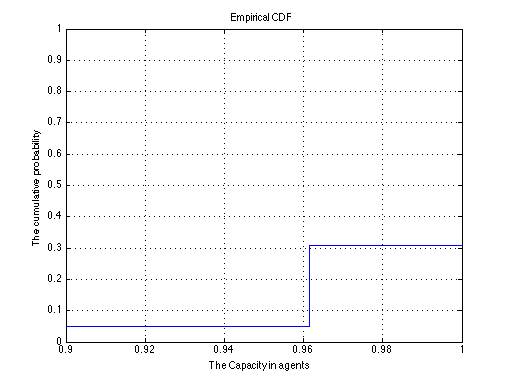 Empirical CDF
1
0.9
0.8
0.7
0.6
0.5
0.4
0.3
0.2
0.1
0
The cumulative probability
0.9 0.92 0.94 0.96 0.98 1
The Capacity in agents